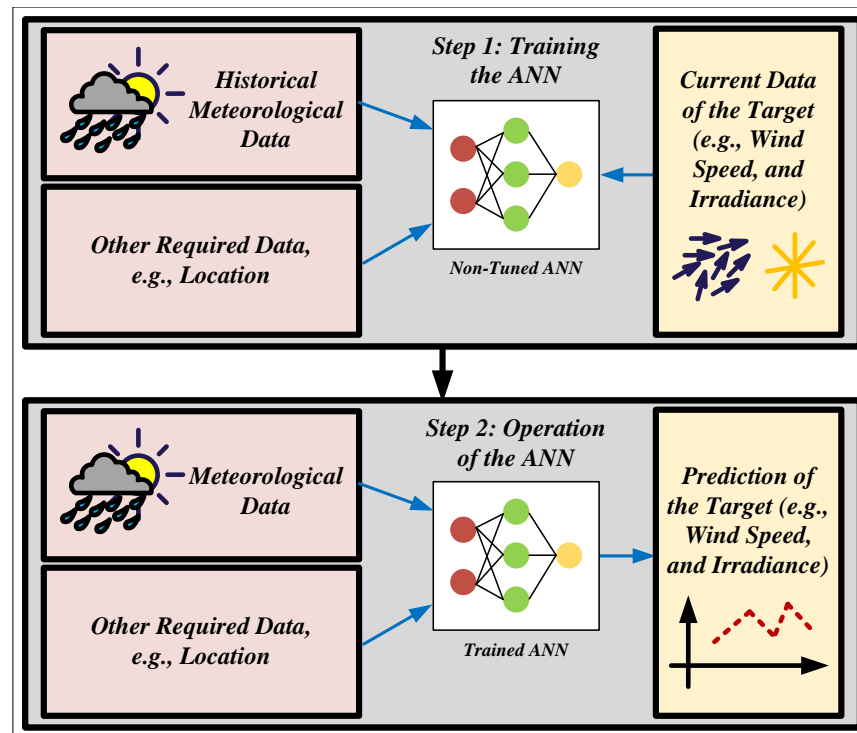 Historical
Meteorological
Data
Other Required Data,
e.g., Location
Step 1: Training
the ANN
Non-Tuned ANN
Current Data
of the Target
(e.g., Wind
Speed, and
Irradiance)
Meteorological
Data
Other Required Data,
e.g., Location
Step 2: Operation
of the ANN
Trained ANN
Prediction of
the Target (e.g.,
Wind Speed,
and Irradiance)